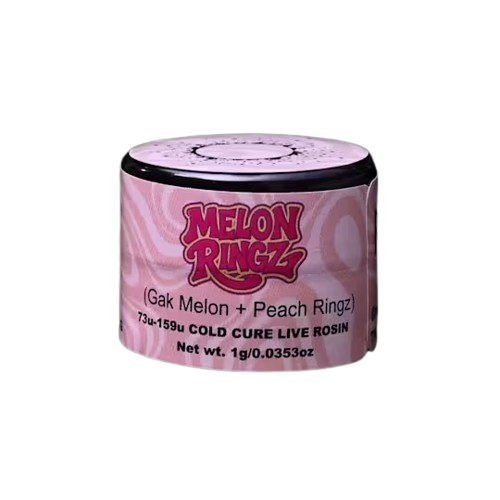 MELON
RINGZ
(Gak Melon + Peach Ringz)
73u-159u COLD CURE LIVE ROSIN
Net wt. 1g/0.0353oz